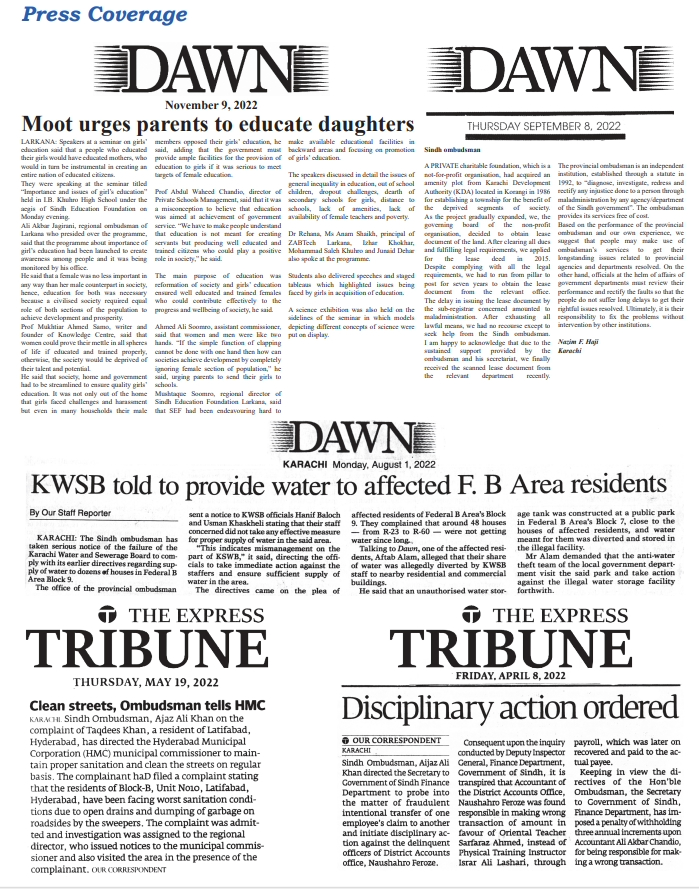 Press Coverage
DAWN
November 9, 2022
Moot urges parents to educate daughters
LARKANA: Speakers at a seminar on girls'
education said that a people who educated
their girls would have educated mothers, who
would in turn be instrumental in creating an
entire nation of educated citizens.
They were speaking at the seminar titled
"Importance and issues of girls education"
held in I.B. Khuhro High School under the
aegis of Sindh Education Foundation on
Monday evening.
Ali Akbar Jagirani, regional ombudsman of
Larkana who presided over the programme,
said that the programme about importance of
girl's education had been launched to create
awareness among people and it was being
monitored by his office.
He said that a female was no less important in
any way than her male counterpart in society,
hence, education for both was necessary
because a civilised society required equal
role of both sections of the population to
achieve development and prosperity.
Prof Mukhtiar Ahmed Samo, writer and
founder of Knowledge Centre, said that
women could prove their mettle in all spheres
of life if educated and trained properly,
otherwise, the society would be deprived of
their talent and potential.
He said that society, home and government
had to be streamlined to ensure quality girls'
education. It was not only out of the home
that girls faced challenges and harassment
but even in many households their male
members opposed their girls' education, he
said, adding that the government must
provide ample facilities for the provision of
education to girls if it was serious to meet
targets of female education.
Prof Abdul Waheed Chandio, director of
Private Schools Management, said that it was
a misconception to believe that education
was aimed at achievement of government
service. "We have to make people understand
that education is not meant for creating
servants but producing well educated and
trained citizens who could play a positive
role in society," he said.
The main purpose of education was
reformation of society and girls' education
ensured well educated and trained females
who could contribute effectively to the
progress and wellbeing of society, he said.
Ahmed Ali Soomro, assistant commissioner,
said that women and men were like two
hands. "If the simple function of clapping
cannot be done with one hand then how can
societies achieve development by completely
ignoring female section of population," he
said, urging parents to send their girls to
schools.
Mushtaque Soomro, regional director of
Sindh Education Foundation Larkana, said
that SEF had been endeavouring hard to
make available educational facilities in
backward areas and focusing on promotion
of girls' education.
The speakers discussed in detail the issues of
general inequality in education, out of school
children, dropout challenges, dearth of
secondary schools for girls, distance to
schools, lack of amenities, lack of
availability of female teachers and poverty.
Dr Rehana, Ms Anam Shaikh, principal of
ZABTech Larkana, Izhar Khokhar,
Mohammad Saleh Khuhro and Junaid Dehar
also spoke at the programme.
Students also delivered speeches and staged
tableaus which highlighted issues being
faced by girls in acquisition of education.
A science exhibition was also held on the
sidelines of the seminar in which models
depicting different concepts of science were
put on display.
DAWN
THURSDAY SEPTEMBER 8, 2022
Sindh ombudsman
A PRIVATE charitable foundation, which is a
not-for-profit organisation, had acquired an
amenity plot from Karachi Development
Authority (KDA) located in Korangi in 1986
for establishing a township for the benefit of
the deprived segments of society.
As the project gradually expanded, we, the
governing board of the non-profit
organisation, decided to obtain lease
document of the land. After clearing all dues
and fulfilling legal requirements, we applied
for the lease deed in 2015.
Despite complying with all the legal
requirements, we had to run from pillar to
post for seven years to obtain the lease
document from the relevant office.
The delay in issuing the lease document by
the sub-registrar concerned amounted to
maladministration. After exhausting all
lawful means, we had no recourse except to
seek help from the Sindh ombudsman.
I am happy to acknowledge that due to the
sustained support provided by the
ombudsman and his secretariat, we finally
received the scanned lease document from
the relevant department recently.
The provincial ombudsman is an independent
institution, established through a statute in
1992, to "diagnose, investigate, redress and
rectify any injustice done to a person through
maladministration by any agency/department
of the Sindh government". The ombudsman
provides its services free of cost.
Based on the performance of the provincial
ombudsman and our own experience, we
suggest that people may make use of
ombudsman's services to get their
longstanding issues related to provincial
agencies and departments resolved. On the
other hand, officials at the helm of affairs of
government departments must review their
performance and rectify the faults so that the
people do not suffer long delays to get their
rightful issues resolved. Ultimately, it is their
responsibility to fix the problems without
intervention by other institutions.
Nazim F. Haji
Karachi
DAWN
KARACHI Monday, August 1, 2022
KWSB told to provide water to affected F. B Area residents
By Our Staff Reporter
KARACHI: The Sindh ombudsman has
taken serious notice of the failure of the
Karachi Water and Sewerage Board to com-
ply with its earlier directives regarding sup-
ply of water to dozens of houses in Federal B
Area Block 9.
The office of the provincial ombudsman
sent a notice to KWSB officials Hanif Baloch
and Usman Khaskheli stating that their staff
concerned did not take any effective measure
for proper supply of water in the said area.
"This indicates mismanagement on the
part of KSWB," it said, directing the offi-
cials to take immediate action against the
staffers and ensure sufficient supply of
water in the area.
The directives came on the plea of
affected residents of Federal B Area's Block
9. They complained that around 48 houses
— from R-23 to R-60 — were not getting
water since long.
Talking to Dawn, one of the affected resi-
dents, Aftab Alam, alleged that their share
of water was allegedly diverted by KWSB
staff to nearby residential and commercial
buildings.
He said that an unauthorised water stor-
age tank was constructed at a public park
in Federal B Area's Block 7, close to the
houses of affected residents, and water
meant for them was diverted and stored in
the illegal facility.
Mr Alam demanded that the anti-water
theft team of the local government depart-
ment visit the said park and take action
against the illegal water storage facility
forthwith.
THE EXPRESS
TRIBUNE
THURSDAY, MAY 19, 2022
Clean streets, Ombudsman tells HMC
KARACHI Sindh Ombudsman, Ajaz Ali Khan on the
complaint of Taqdees Khan, a resident of Latifabad,
Hyderabad, has directed the Hyderabad Municipal
Corporation (HMC) municipal commissioner to main-
tain proper sanitation and clean the streets on regular
basis. The complainant haD filed a complaint stating
that the residents of Block-B, Unit No10, Latifabad,
Hyderabad, have been facing worst sanitation condi-
tions due to open drains and dumping of garbage on
roadsides by the sweepers. The complaint was admit-
ted and investigation was assigned to the regional
director, who issued notices to the municipal commis-
sioner and also visited the area in the presence of the
complainant. OUR CORRESPONDENT
THE EXPRESS
TRIBUNE
FRIDAY, APRIL 8, 2022
Disciplinary action ordered
OUR CORRESPONDENT
KARACHI
Sindh Ombudsman, Aijaz Ali
Khan directed the Secretary to
Government of Sindh Finance
Department to probe into
the matter of fraudulent
intentional transfer of one
employee's claim to another
and initiate disciplinary ac-
tion against the delinquent
officers of District Accounts
office, Naushahro Feroze.
Consequent upon the inquiry
conducted by Deputy Inspector
General, Finance Department,
Government of Sindh, it is
transpired that Accountant of
the District Accounts Office,
Naushahro Feroze was found
responsible in making wrong
transaction of amount in
favour of Oriental Teacher
Sarfaraz Ahmed, instead of
Physical Training Instructor
Israr Ali Lashari, through
payroll, which was later on
recovered and paid to the ac-
tual payee.
Keeping in view the di-
rectives of the Hon'ble
Ombudsman, the Secretary
to Government of Sindh,
Finance Department, has im-
posed a penalty of withholding
three annual increments upon
Accountant Ali Akbar Chandio,
for being responsible for mak-
ing a wrong transaction.